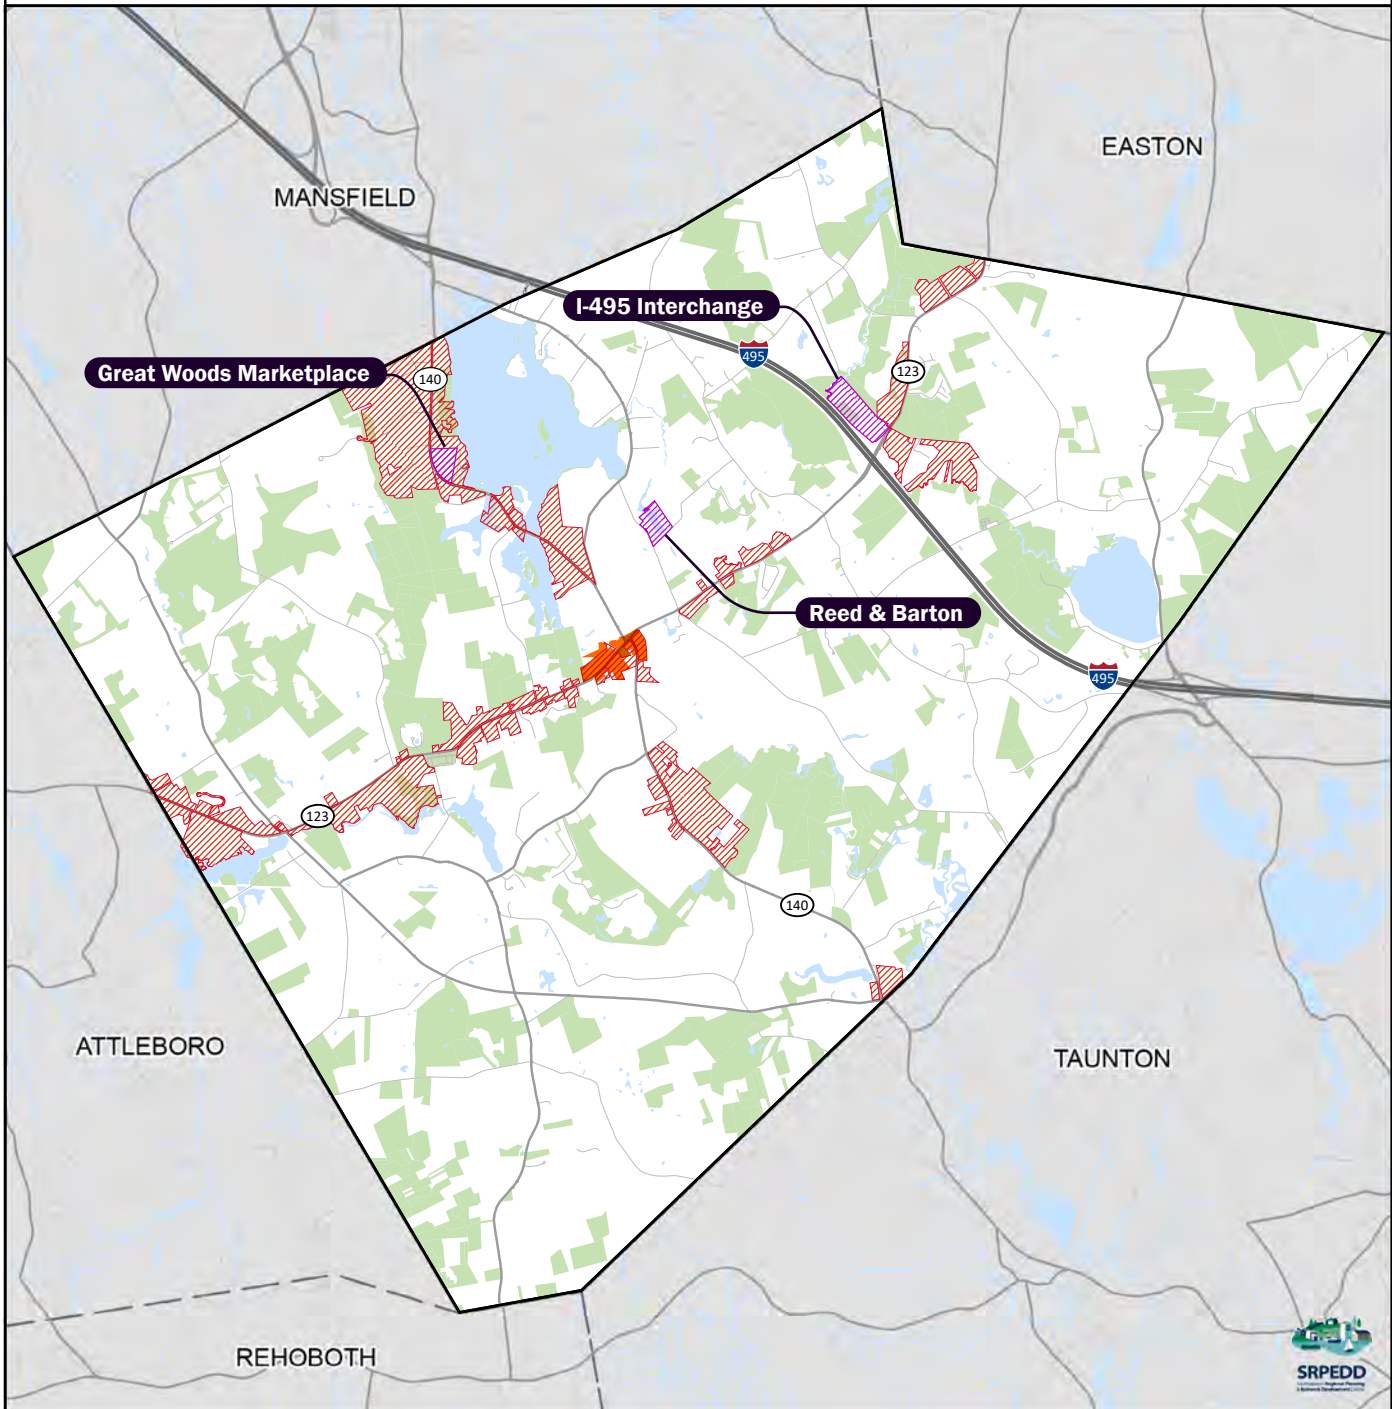 EASTON
MANSFIELD
I-495 Interchange
495
Great Woods Marketplace
140
123
Reed & Barton
495
123
140
ATTLEBORO
TAUNTON
REHOBOTH
SRPEDD